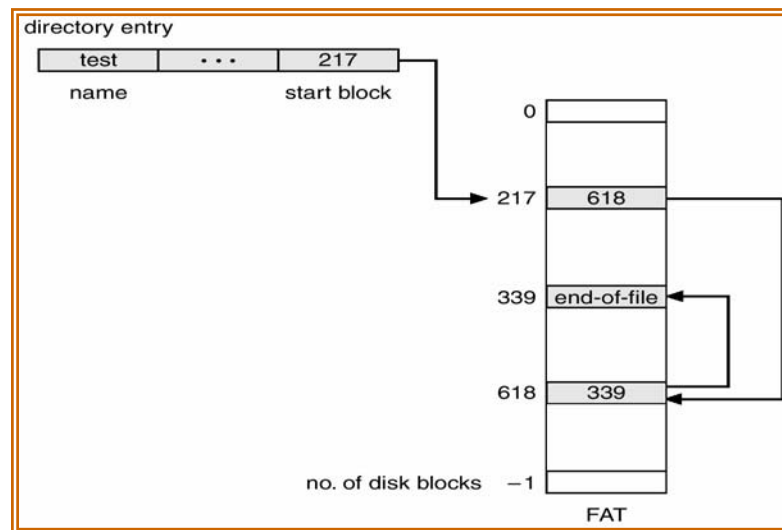 directory entry
test ••• 217
name start block
0
217 618
339 end-of-file
618 339
no. of disk blocks –1
FAT